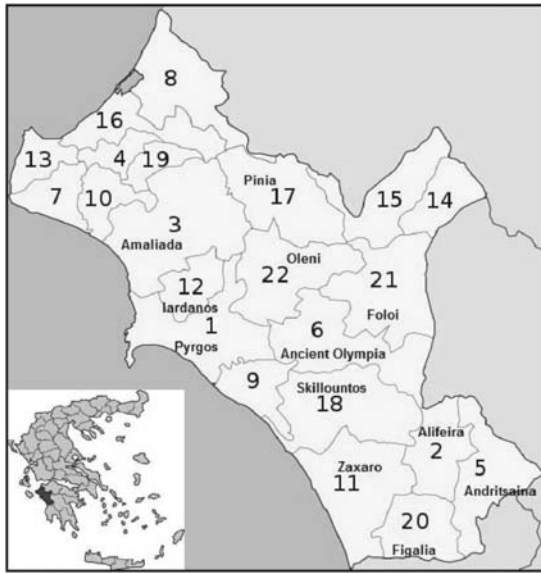 8
16
13
4
19
7
10
Pinia
17
15
14
3
Amaliada
Oleni
22
21
12
Iardanos
Foloi
1
6
Pyrgos
Ancient Olympia
9
Skillountos
18
Alifeira
2
Zaxaro
11
5
Andritsaina
20
Figalia